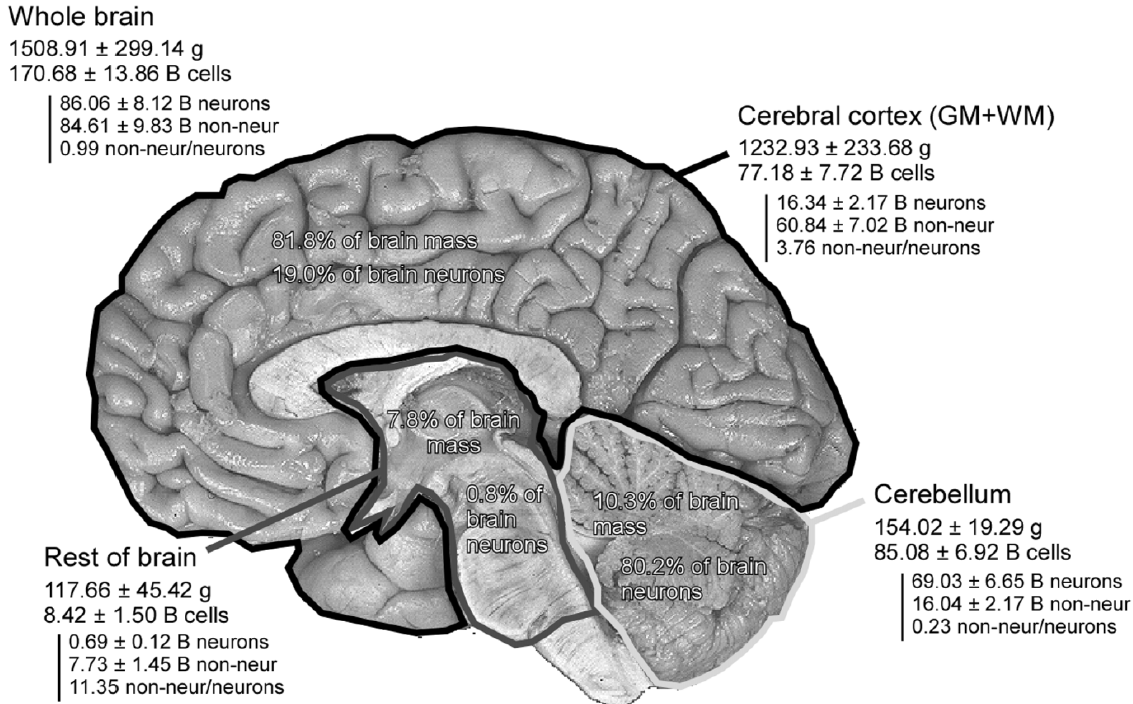 Whole brain
1508.91 ± 299.14 g
170.68 ± 13.86 B cells
86.06 ± 8.12 B neurons
84.61 ± 9.83 B non-neur
0.99 non-neur/neurons
Cerebral cortex (GM+WM)
1232.93 ± 233.68 g
77.18 ± 7.72 B cells
16.34 ± 2.17 B neurons
60.84 ± 7.02 B non-neur
3.76 non-neur/neurons
81.8% of brain mass
19.0% of brain neurons
7.8% of brain
mass
0.8% of
brain
neurons
10.3% of brain
mass
80.2% of brain
neurons
Rest of brain
117.66 ± 45.42 g
8.42 ± 1.50 B cells
0.69 ± 0.12 B neurons
7.73 ± 1.45 B non-neur
11.35 non-neur/neurons
Cerebellum
154.02 ± 19.29 g
85.08 ± 6.92 B cells
69.03 ± 6.65 B neurons
16.04 ± 2.17 B non-neur
0.23 non-neur/neurons